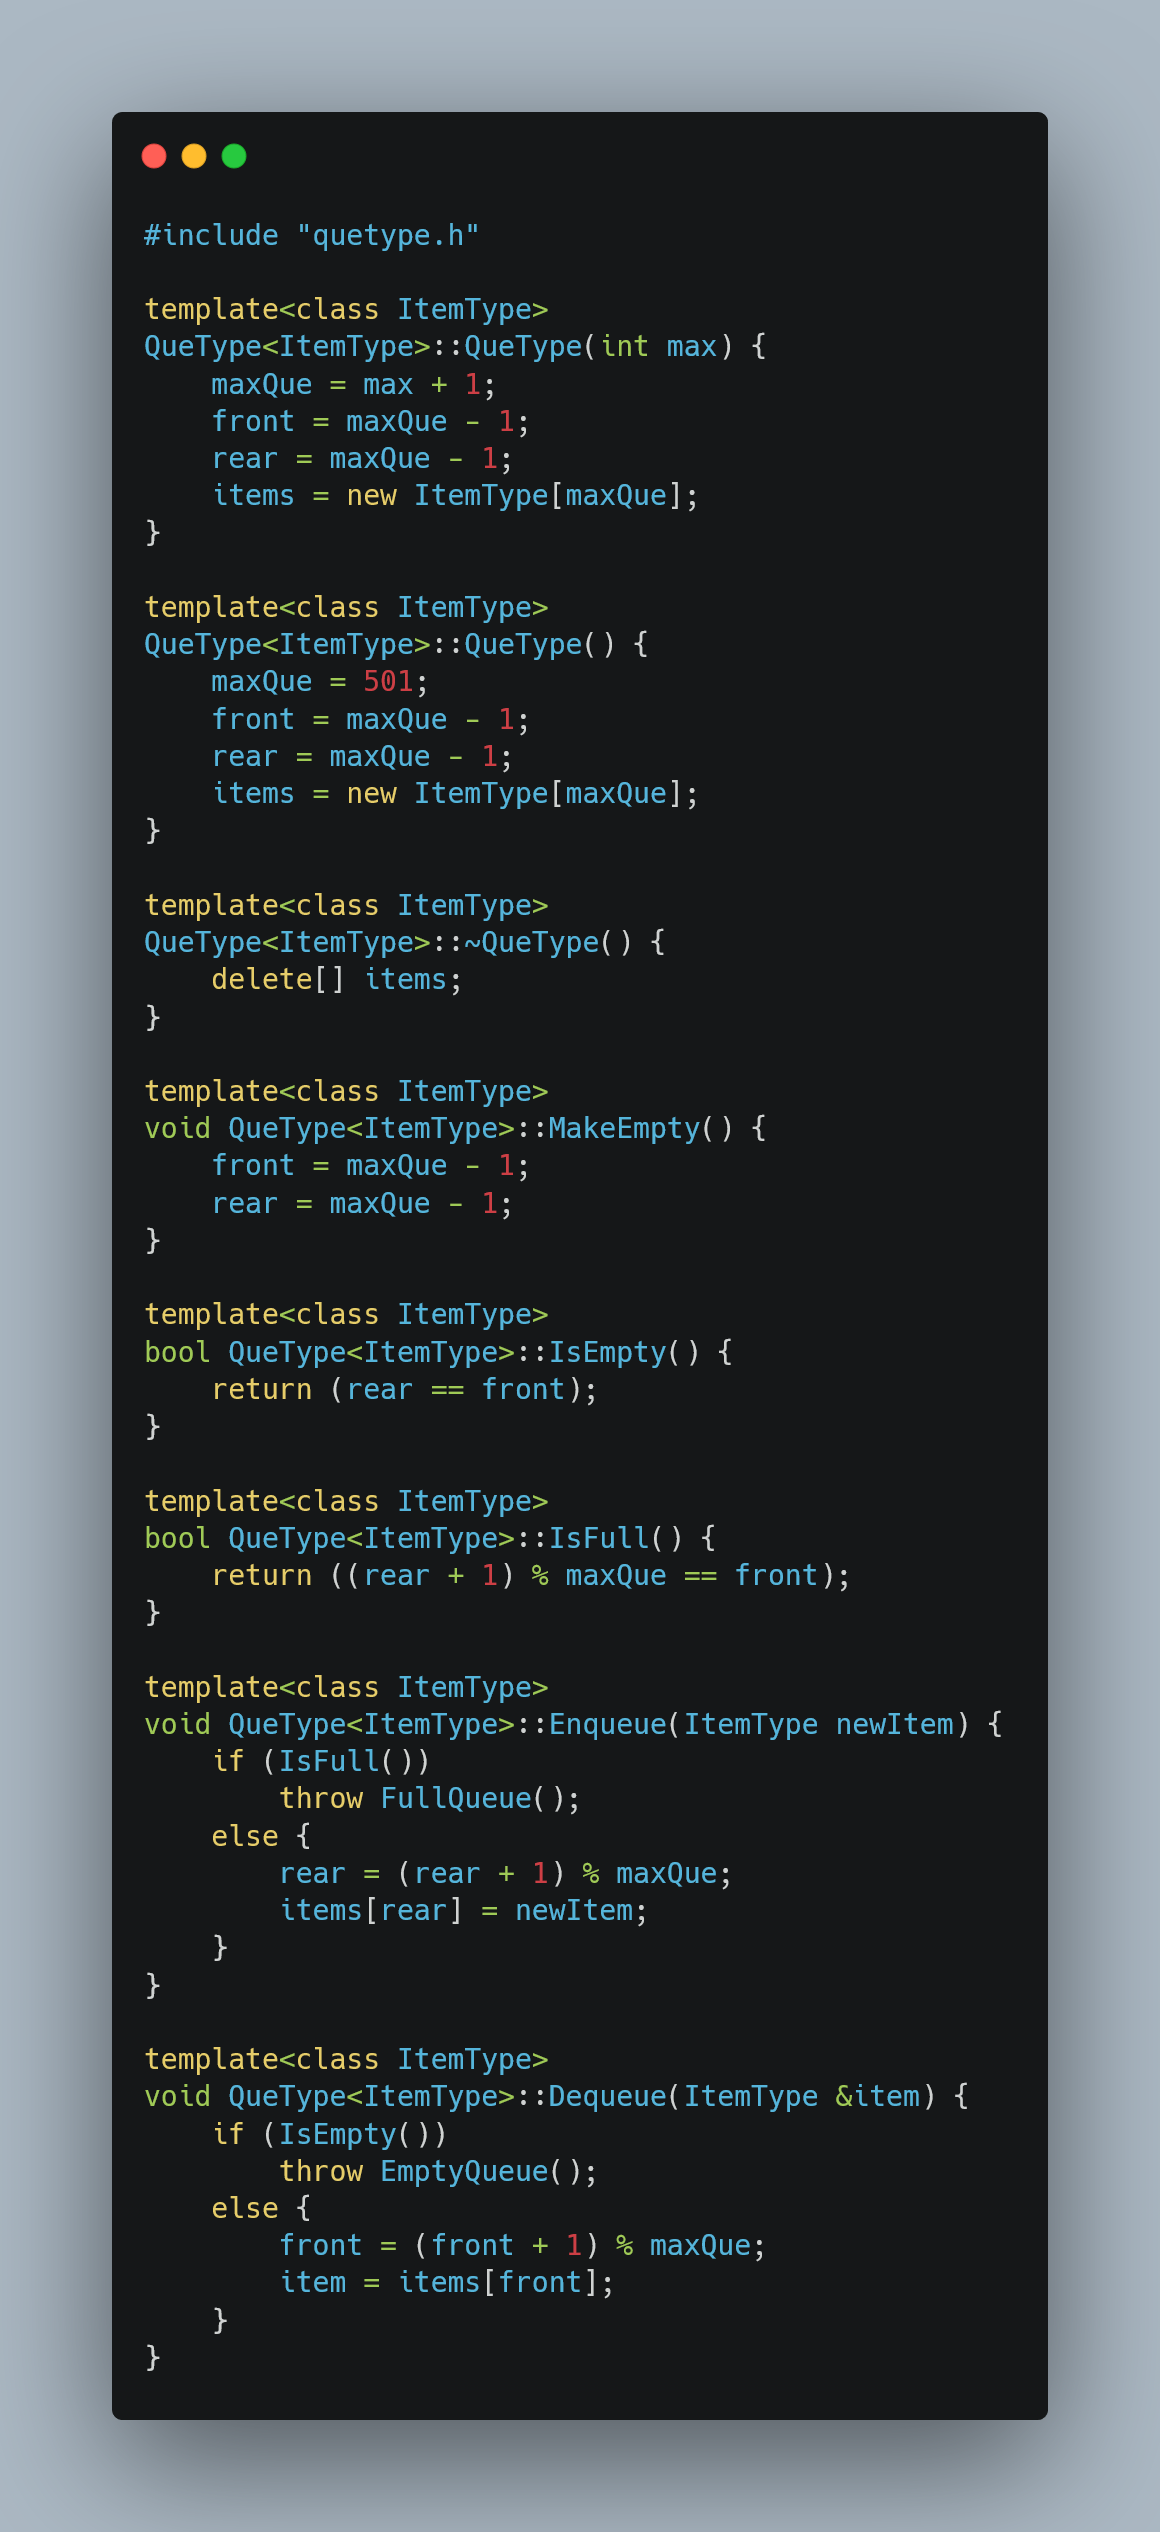 #include "quetype.h"

template<class ItemType>
QueType<ItemType>::QueType(int max) {
    maxQue = max + 1;
    front = maxQue - 1;
    rear = maxQue - 1;
    items = new ItemType[maxQue];
}

template<class ItemType>
QueType<ItemType>::QueType() {
    maxQue = 501;
    front = maxQue - 1;
    rear = maxQue - 1;
    items = new ItemType[maxQue];
}

template<class ItemType>
QueType<ItemType>::~QueType() {
    delete[] items;
}

template<class ItemType>
void QueType<ItemType>::MakeEmpty() {
    front = maxQue - 1;
    rear = maxQue - 1;
}

template<class ItemType>
bool QueType<ItemType>::IsEmpty() {
    return (rear == front);
}

template<class ItemType>
bool QueType<ItemType>::IsFull() {
    return ((rear + 1) % maxQue == front);
}

template<class ItemType>
void QueType<ItemType>::Enqueue(ItemType newItem) {
    if (IsFull())
        throw FullQueue();
    else {
        rear = (rear + 1) % maxQue;
        items[rear] = newItem;
    }
}

template<class ItemType>
void QueType<ItemType>::Dequeue(ItemType &item) {
    if (IsEmpty())
        throw EmptyQueue();
    else {
        front = (front + 1) % maxQue;
        item = items[front];
    }
}